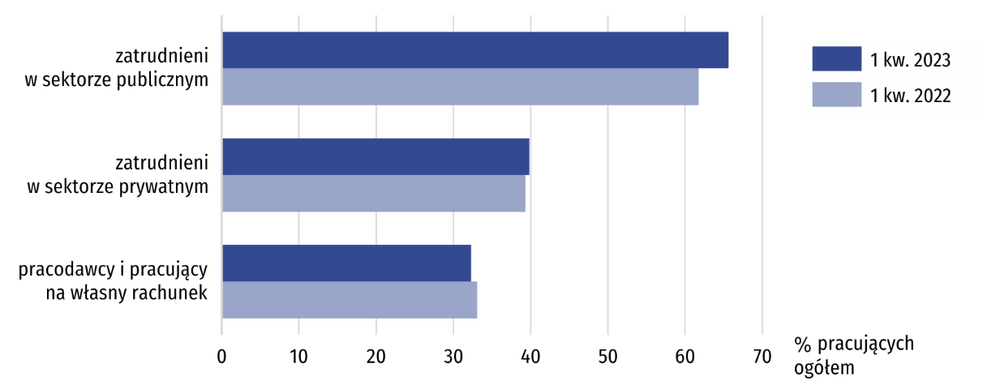 zatrudnieni
w sektorze publicznym
zatrudnieni
w sektorze prywatnym
pracodawcy i pracujący
na własny rachunek
0 10 20 30 40 50 60 70
% pracujących
ogółem
1 kw. 2023
1 kw. 2022